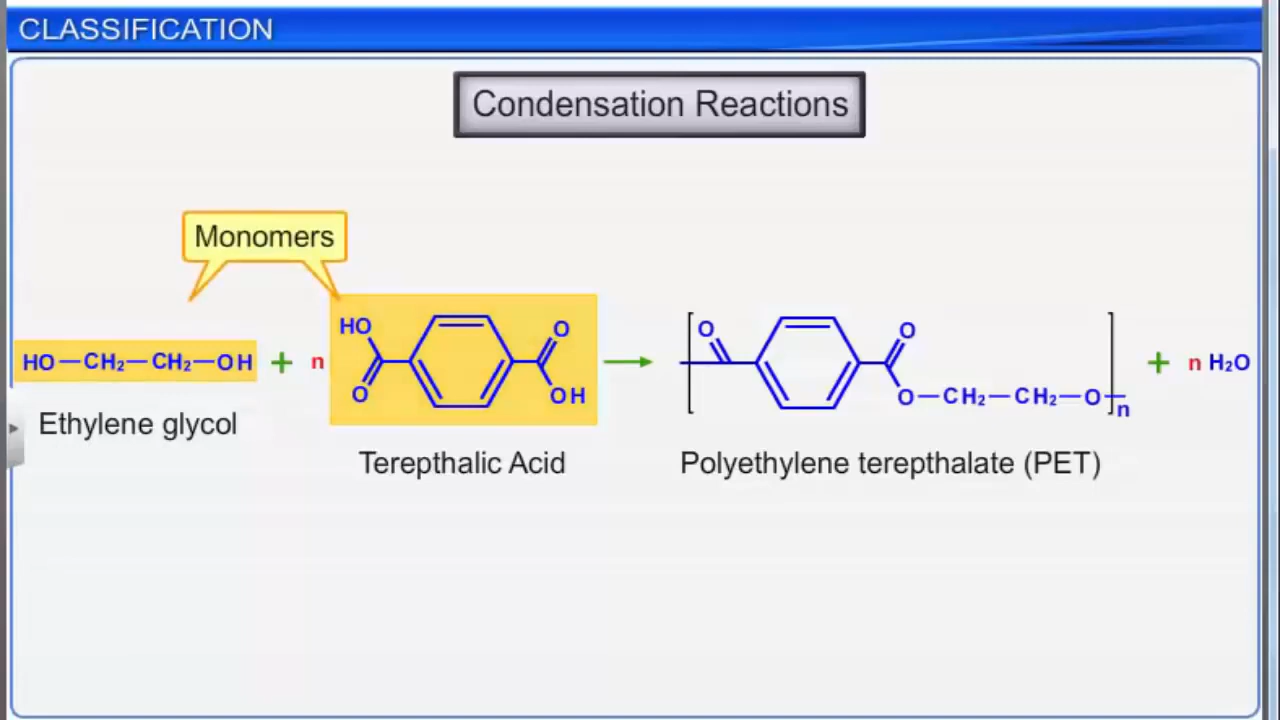 CLASSIFICATION
Condensation Reactions
Monomers
HO—CH₂—CH₂—OH + n HO O O OH → [ O O O—CH₂—CH₂—O ]n + n H₂O
Ethylene glycol
Terepthalic Acid
Polyethylene terepthalate (PET)